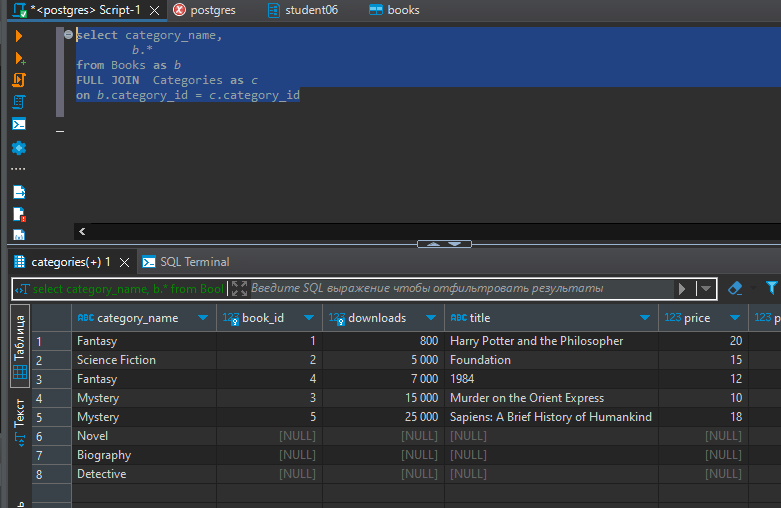 *<postgres> Script-1 postgres student06 books
select category_name,
b.*
from Books as b
FULL JOIN Categories as c
on b.category_id = c.category_id
categories(+) 1 SQL Terminal
select category_name, b.* from Bool Введите SQL выражение чтобы отфильтровать результаты
Таблица
Текст
ABC category_name 123 book_id 123 downloads ABC title 123 price
1 Fantasy 1 800 Harry Potter and the Philosopher 20
2 Science Fiction 2 5 000 Foundation 15
3 Fantasy 4 7 000 1984 12
4 Mystery 3 15 000 Murder on the Orient Express 10
5 Mystery 5 25 000 Sapiens: A Brief History of Humankind 18
6 Novel [NULL] [NULL] [NULL] [NULL]
7 Biography [NULL] [NULL] [NULL] [NULL]
8 Detective [NULL] [NULL] [NULL] [NULL]